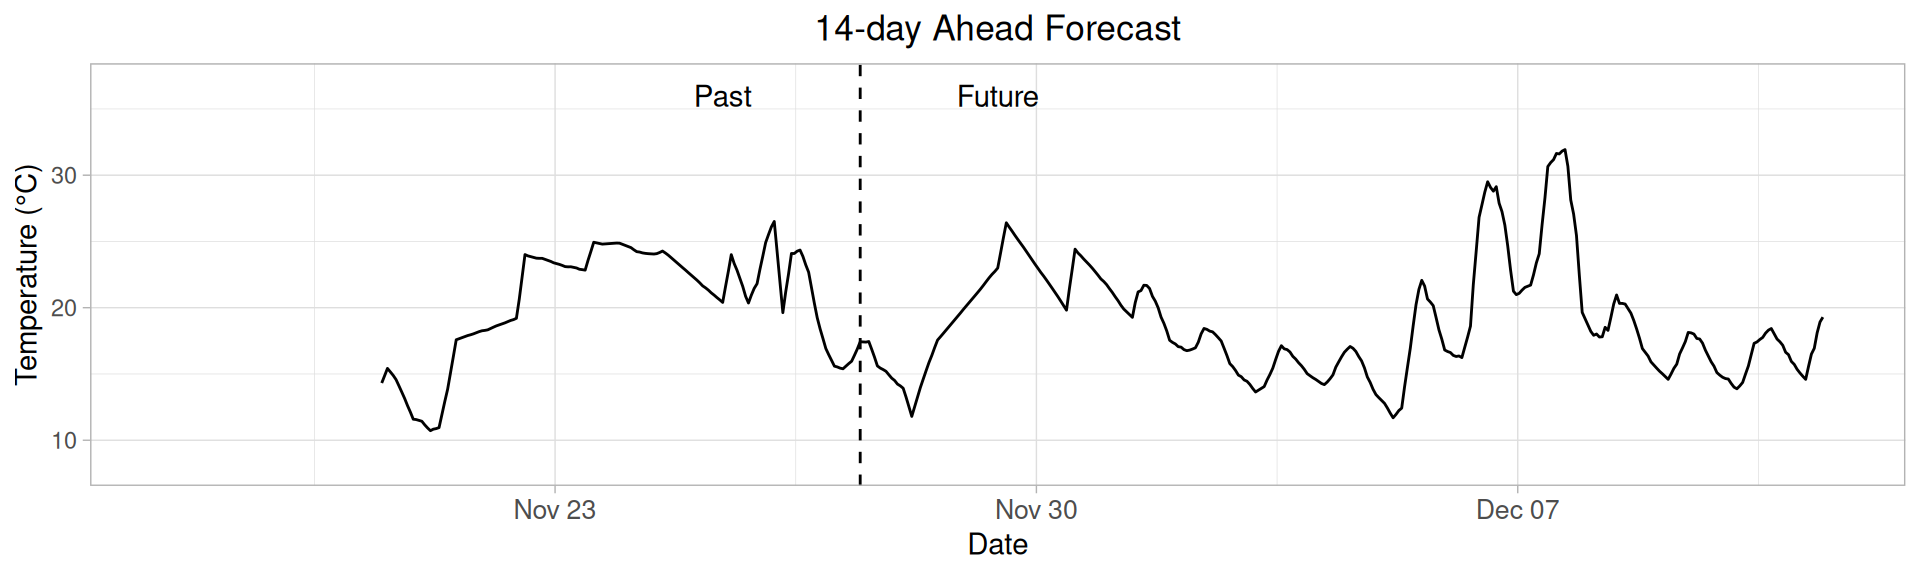 14-day Ahead Forecast
Past
Future
Temperature (°C)
30
20
10
Nov 23
Nov 30
Dec 07
Date